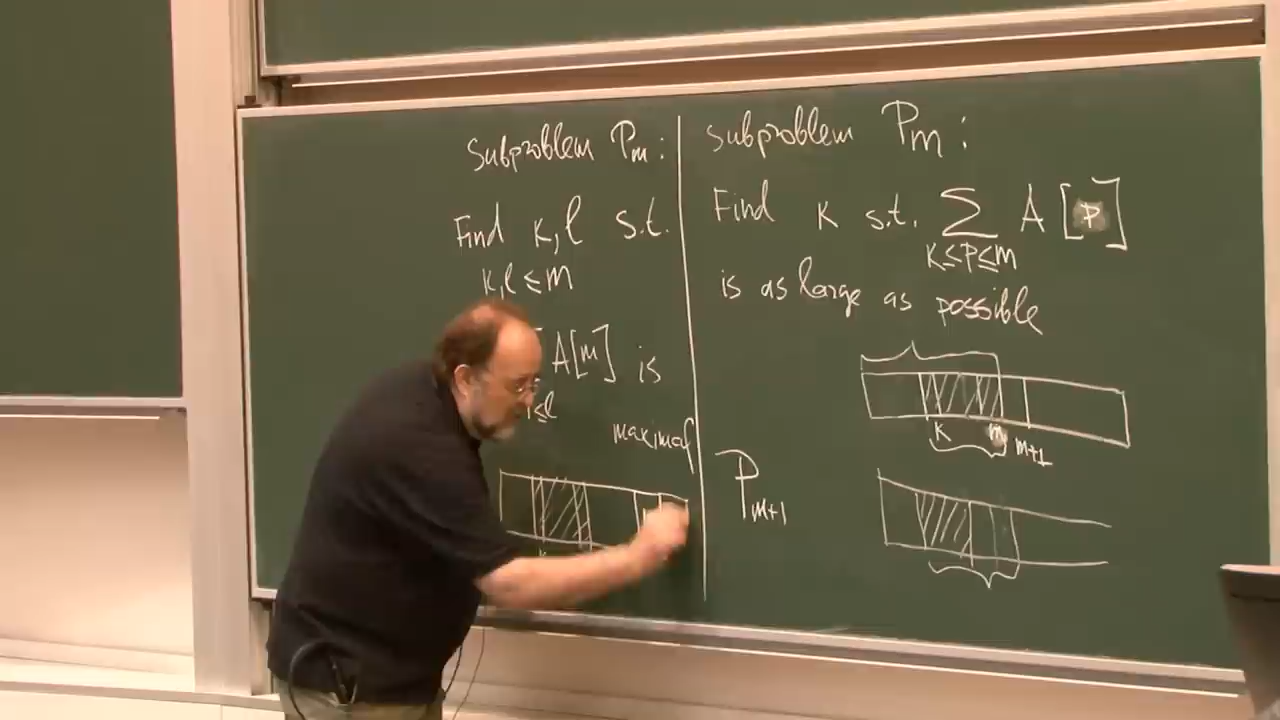 Subproblem Pm:
Find k, l s.t.
k, l ≤ m
A[m] is
≤ l
maximal
Subproblem Pm:
Find k s.t. ∑ A[P]
k≤P≤m
is as large as possible
k m m+1
Pm+1